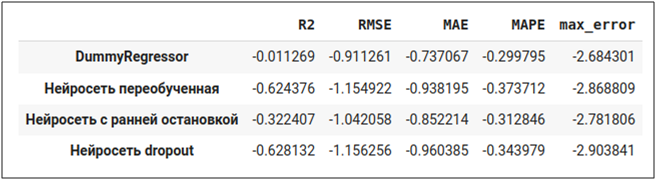 R2 RMSE MAE MAPE max_error
DummyRegressor -0.011269 -0.911261 -0.737067 -0.299795 -2.684301
Нейросеть переобученная -0.624376 -1.154922 -0.938195 -0.373712 -2.868809
Нейросеть с ранней остановкой -0.322407 -1.042058 -0.852214 -0.312846 -2.781806
Нейросеть dropout -0.628132 -1.156256 -0.960385 -0.343979 -2.903841